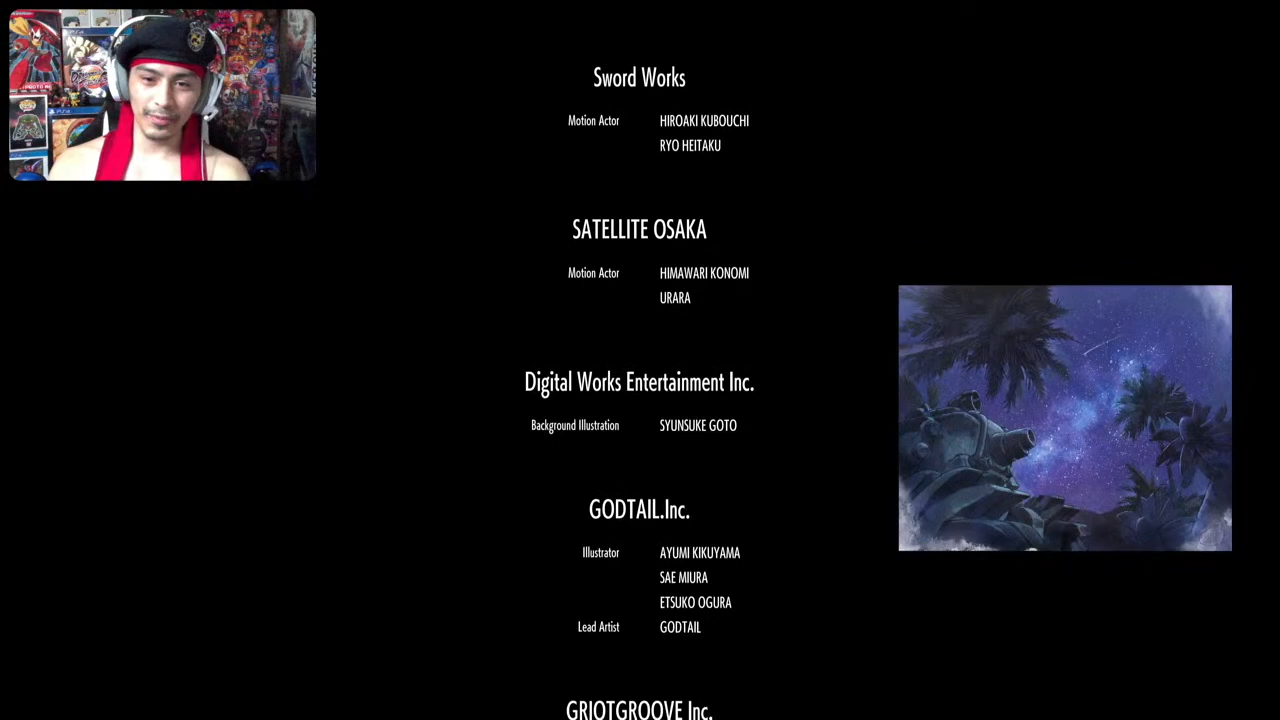 Sword Works
Motion Actor HIROAKI KUBOUCHI
RYO HEITAKU
SATELLITE OSAKA
Motion Actor HIMAWARI KONOMI
URARA
Digital Works Entertainment Inc.
Background Illustration SYUNSUKE GOTO
GODTAIL.Inc.
Illustrator AYUMI KIKUYAMA
SAE MIURA
ETSUKO OGURA
Lead Artist GODTAIL
GRIOTGROOVE Inc.